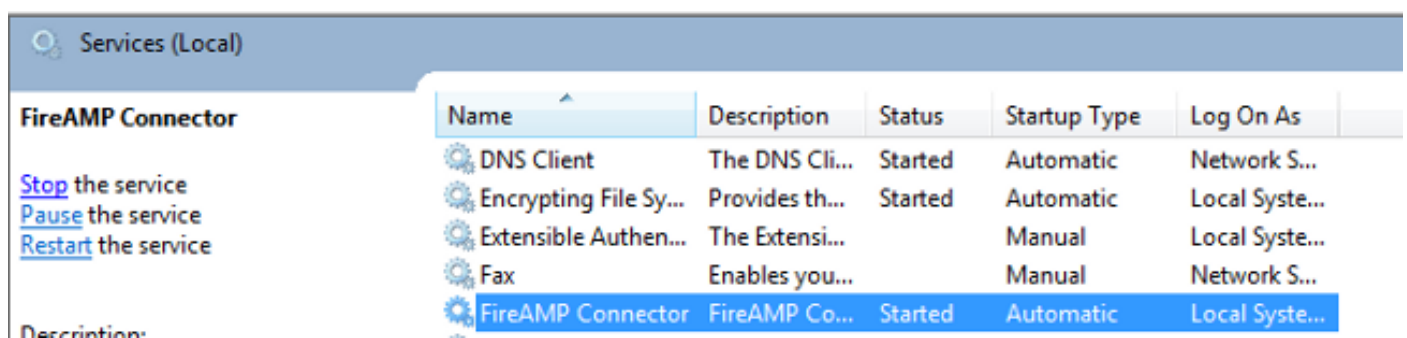 Services (Local)
FireAMP Connector
Stop the service
Pause the service
Restart the service
Description:
Name Description Status Startup Type Log On As
DNS Client The DNS Cli... Started Automatic Network S...
Encrypting File Sy... Provides th... Started Automatic Local Syste...
Extensible Authen... The Extensi... Manual Local Syste...
Fax Enables you... Manual Network S...
FireAMP Connector FireAMP Co... Started Automatic Local Syste...